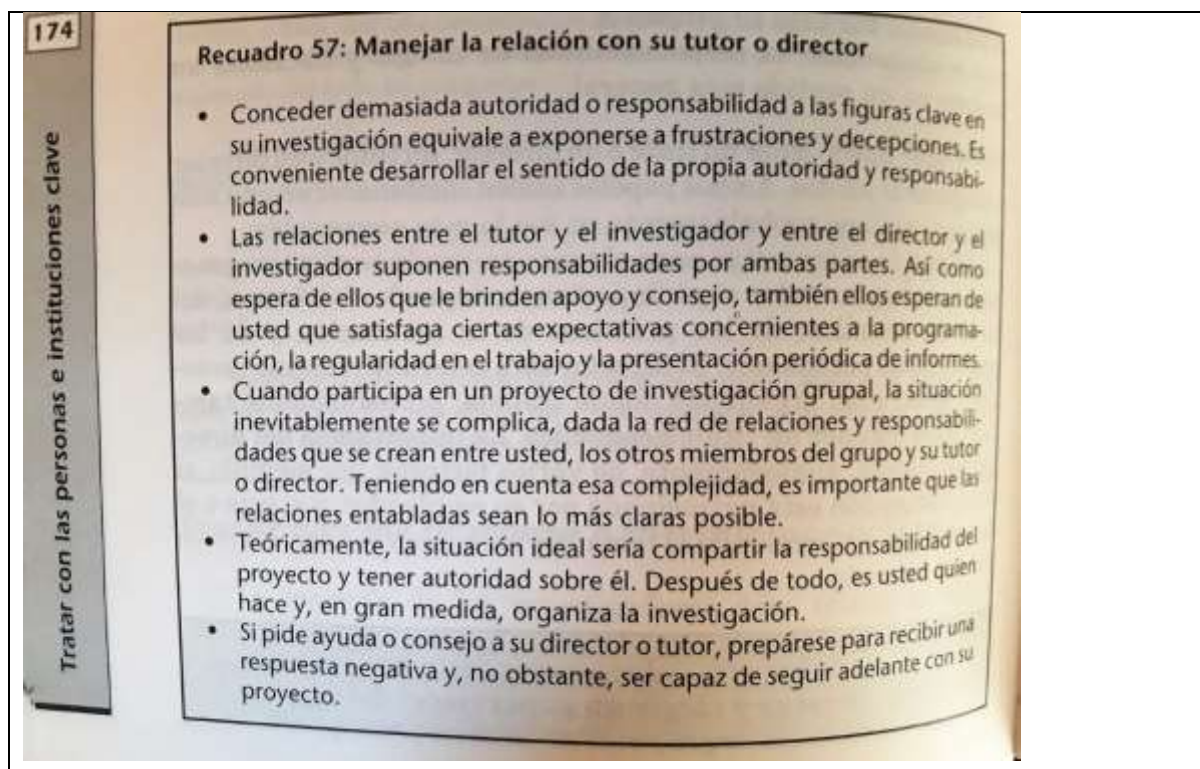 174
Tratar con las personas e instituciones clave
Recuadro 57: Manejar la relación con su tutor o director
• Conceder demasiada autoridad o responsabilidad a las figuras clave en
su investigación equivale a exponerse a frustraciones y decepciones. Es
conveniente desarrollar el sentido de la propia autoridad y responsabi-
lidad.
• Las relaciones entre el tutor y el investigador y entre el director y el
investigador suponen responsabilidades por ambas partes. Así como
espera de ellos que le brinden apoyo y consejo, también ellos esperan de
usted que satisfaga ciertas expectativas concernientes a la programa-
ción, la regularidad en el trabajo y la presentación periódica de informes.
• Cuando participa en un proyecto de investigación grupal, la situación
inevitablemente se complica, dada la red de relaciones y responsabili-
dades que se crean entre usted, los otros miembros del grupo y su tutor
o director. Teniendo en cuenta esa complejidad, es importante que las
relaciones entabladas sean lo más claras posible.
• Teóricamente, la situación ideal sería compartir la responsabilidad del
proyecto y tener autoridad sobre él. Después de todo, es usted quien
hace y, en gran medida, organiza la investigación.
• Si pide ayuda o consejo a su director o tutor, prepárese para recibir una
respuesta negativa y, no obstante, ser capaz de seguir adelante con su
proyecto.